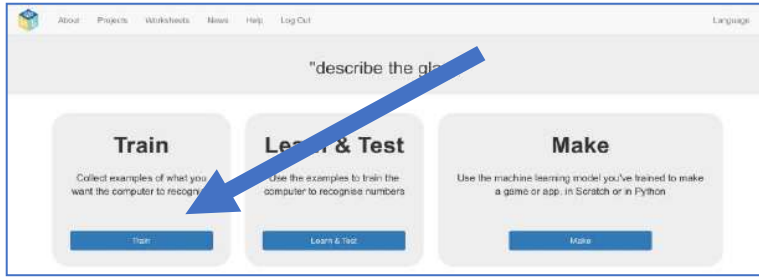 About Projects Worksheets News Help Log Out Language
"describe the
Train
Collect examples of what you
want the computer to
Train
Learn & Test
Use the examples to train the
computer to recognise numbers
Learn & Test
Make
Use the machine learning model you've trained to make
a game or app, in Scratch or in Python
Make